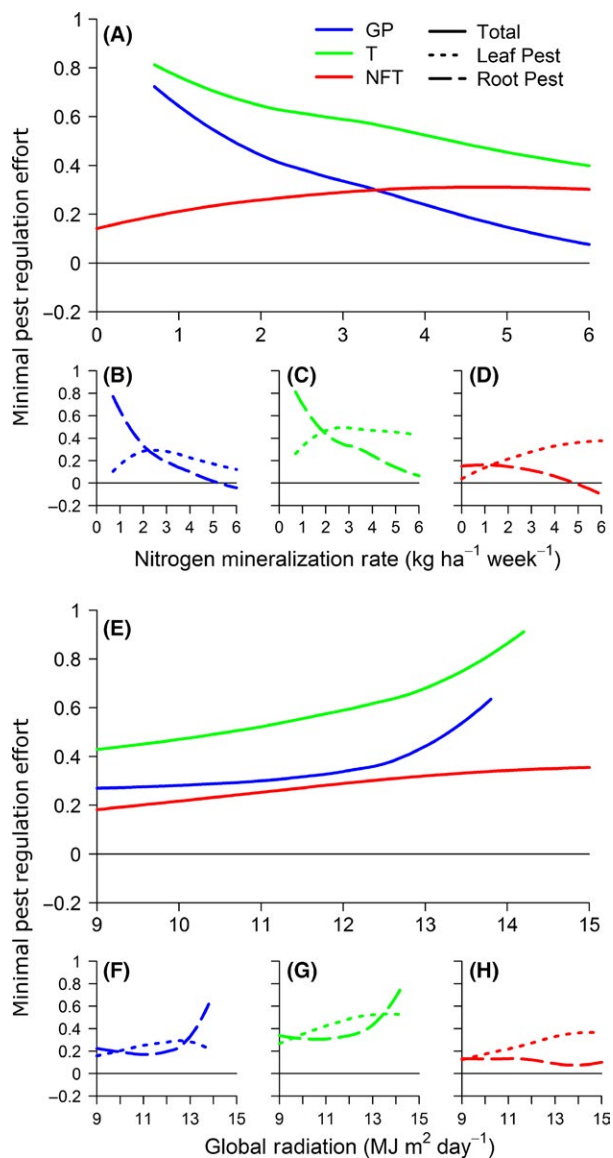 (A)
GP
T
NFT
Total
Leaf Pest
Root Pest
Minimal pest regulation effort
1
0.8
0.6
0.4
0.2
0
−0.2
0 1 2 3 4 5 6
(B) (C) (D)
1
0.8
0.6
0.4
0.2
0
−0.2
0 1 2 3 4 5 6 0 1 2 3 4 5 6 0 1 2 3 4 5 6
Nitrogen mineralization rate (kg ha⁻¹ week⁻¹)
(E)
Minimal pest regulation effort
1
0.8
0.6
0.4
0.2
0
−0.2
9 10 11 12 13 14 15
(F) (G) (H)
1
0.8
0.6
0.4
0.2
0
−0.2
9 11 13 15 9 11 13 15 9 11 13 15
Global radiation (MJ m² day⁻¹)